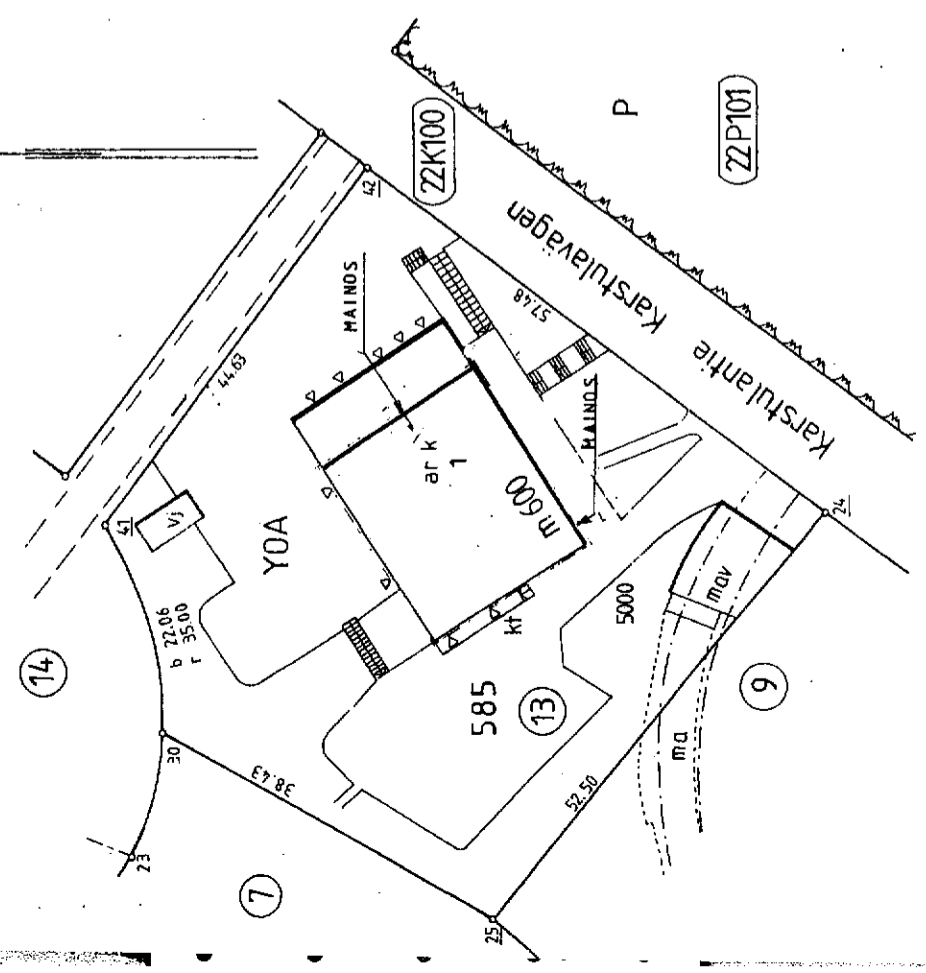 22K100
P
22P101
42
MAINOS
Karstulavägen
Karstulantie
57.48
44.63
41
vj
YOA
ar k
1
m 600
MAINOS
14
b 22.06
r 35.00
kt
5000
mav
24
585
13
9
ma
30
38.43
52.50
23
7
25